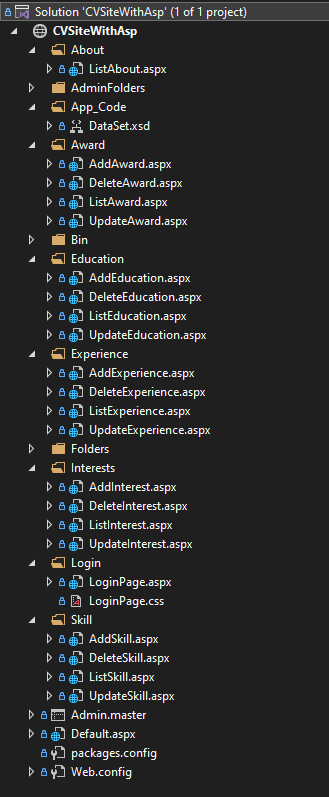 Solution 'CVSiteWithAsp' (1 of 1 project)
CVSiteWithAsp
About
ListAbout.aspx
AdminFolders
App_Code
DataSet.xsd
Award
AddAward.aspx
DeleteAward.aspx
ListAward.aspx
UpdateAward.aspx
Bin
Education
AddEducation.aspx
DeleteEducation.aspx
ListEducation.aspx
UpdateEducation.aspx
Experience
AddExperience.aspx
DeleteExperience.aspx
ListExperience.aspx
UpdateExperience.aspx
Folders
Interests
AddInterest.aspx
DeleteInterest.aspx
ListInterest.aspx
UpdateInterest.aspx
Login
LoginPage.aspx
LoginPage.css
Skill
AddSkill.aspx
DeleteSkill.aspx
ListSkill.aspx
UpdateSkill.aspx
Admin.master
Default.aspx
packages.config
Web.config